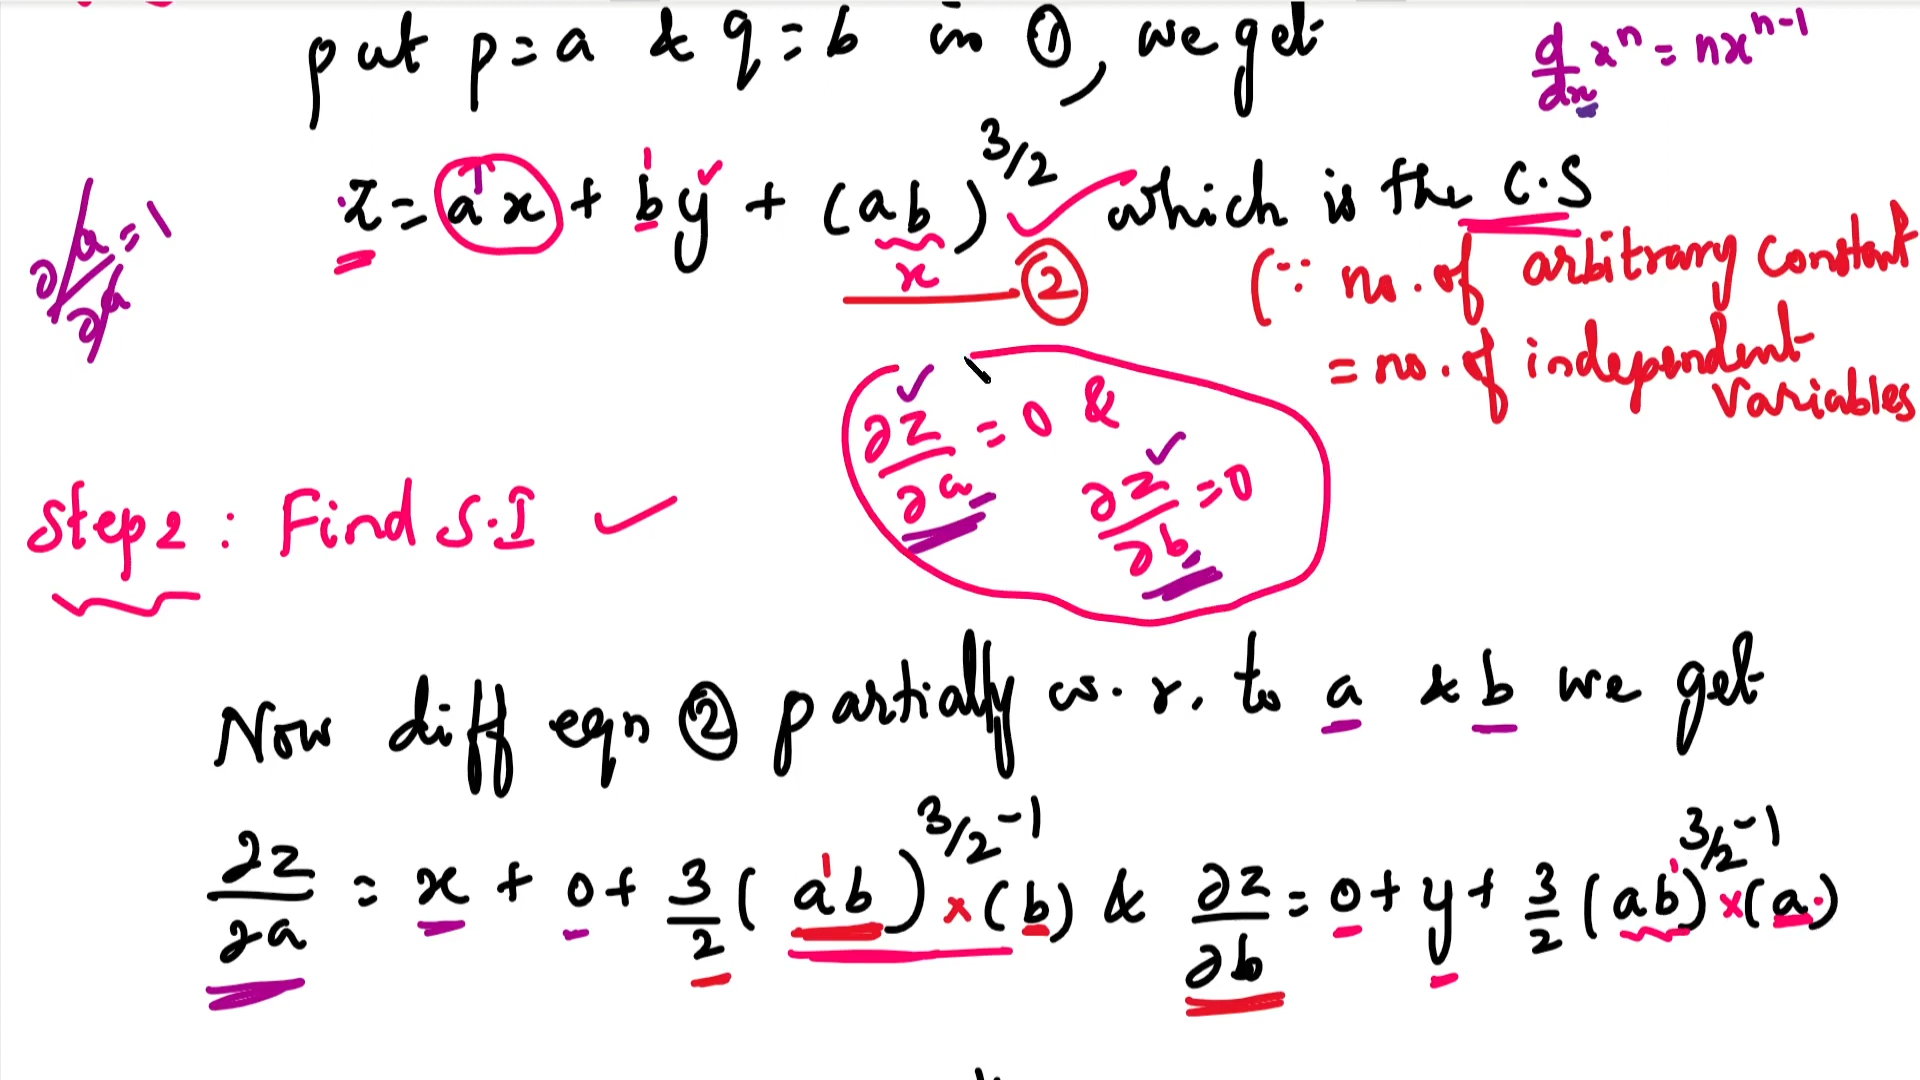 put p=a & q=b in ①, we get
d/dx xⁿ = nxⁿ⁻¹
z = ax + by + (ab)^3/2 which is the C.S
x ②
∂a/∂a = 1
(∵ no. of arbitrary constant
= no. of independent
variables
∂z/∂a = 0 &
∂z/∂b = 0
Step 2 : Find S.I
Now diff eqn ② partially w.r.to a & b we get
∂z/∂a = x + 0 + 3/2 (ab)^3/2-1 × (b) & ∂z/∂b = 0 + y + 3/2 (ab)^3/2-1 × (a)